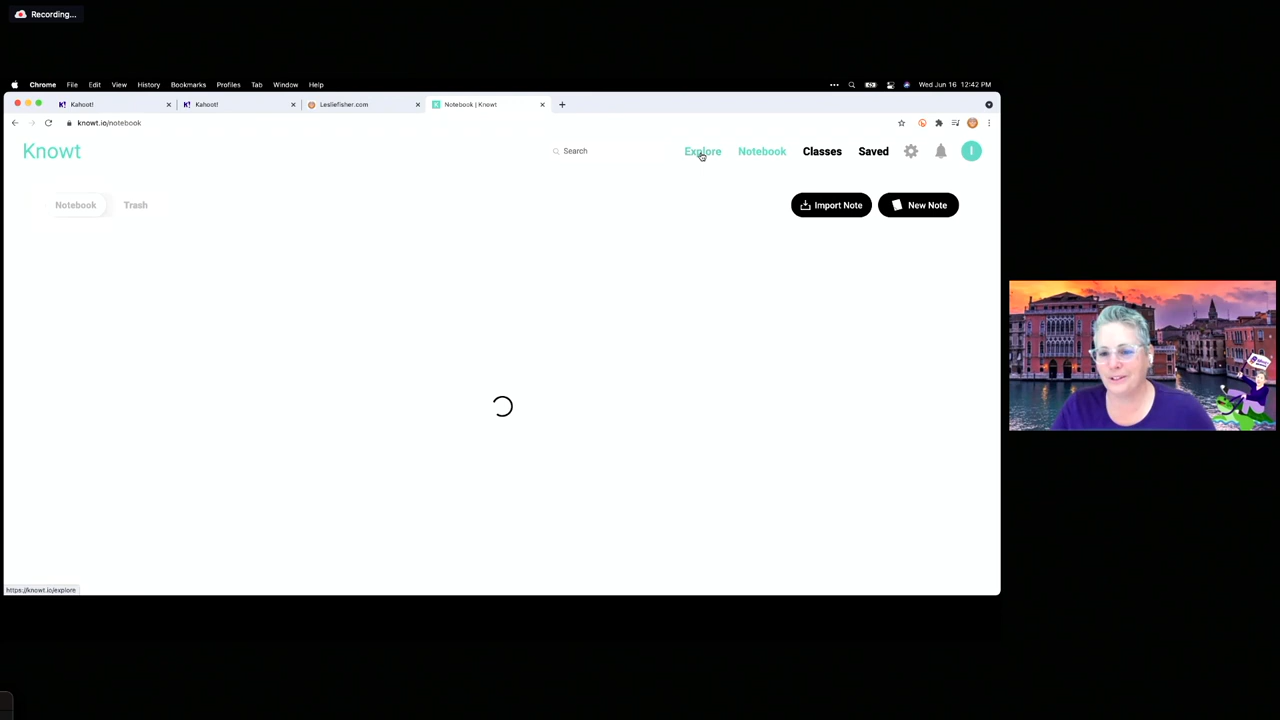 Recording...
Chrome File Edit View History Bookmarks Profiles Tab Window Help
Wed Jun 16 12:42 PM
Kahoot!
Kahoot!
Lesliefisher.com
Notebook | Knowt
knowt.io/notebook
Knowt
Search
Explore
Notebook
Classes
Saved
I
Notebook
Trash
Import Note
New Note
https://knowt.io/explore